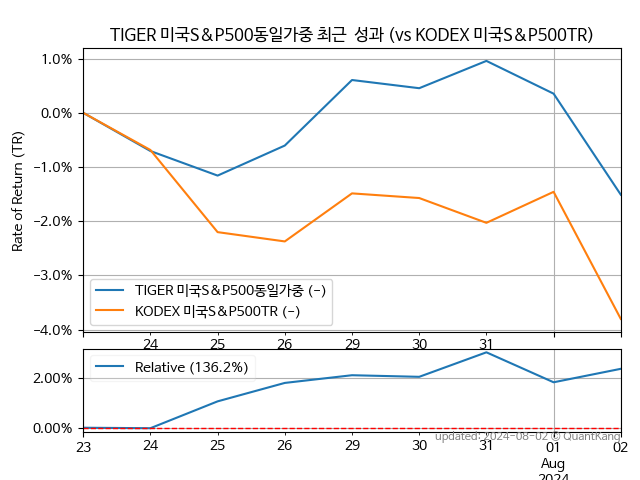 TIGER 미국S&P500동일가중 최근 성과 (vs KODEX 미국S&P500TR)
Rate of Return (TR)
1.0%
0.0%
−1.0%
−2.0%
−3.0%
−4.0%
TIGER 미국S&P500동일가중 (-)
KODEX 미국S&P500TR (-)
24 25 26 29 30 31
2.00%
0.00%
Relative (136.2%)
updated: 2024-08-02 © QuantKang
23 24 25 26 29 30 31 01
Aug
2024